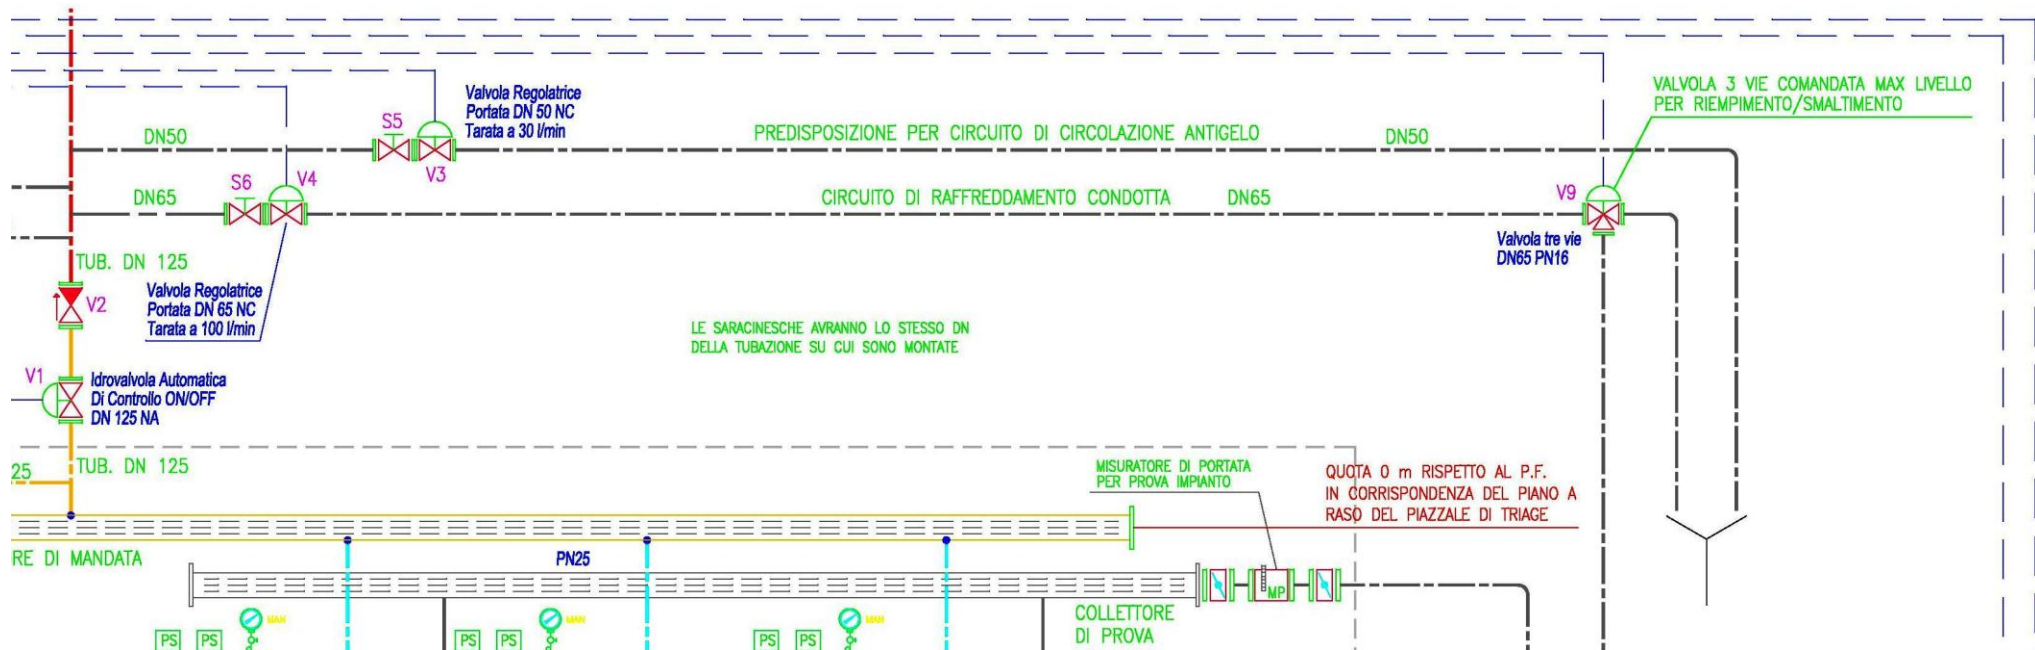 Valvola Regolatrice
Portata DN 50 NC
Tarata a 30 l/min
VALVOLA 3 VIE COMANDATA MAX LIVELLO
PER RIEMPIMENTO/SMALTIMENTO
DN50
S5
V3
PREDISPOSIZIONE PER CIRCUITO DI CIRCOLAZIONE ANTIGELO
DN50
DN65
S6
V4
CIRCUITO DI RAFFREDDAMENTO CONDOTTA
DN65
V9
Valvola tre vie
DN65 PN16
TUB. DN 125
V2
Valvola Regolatrice
Portata DN 65 NC
Tarata a 100 l/min
LE SARACINESCHE AVRANNO LO STESSO DN
DELLA TUBAZIONE SU CUI SONO MONTATE
V1
Idrovalvola Automatica
Di Controllo ON/OFF
DN 125 NA
25
TUB. DN 125
MISURATORE DI PORTATA
PER PROVA IMPIANTO
QUOTA 0 m RISPETTO AL P.F.
IN CORRISPONDENZA DEL PIANO A
RASO DEL PIAZZALE DI TRIAGE
RE DI MANDATA
PN25
MP
COLLETTORE
DI PROVA
PS
PS
MAN
PS
PS
MAN
PS
PS
MAN